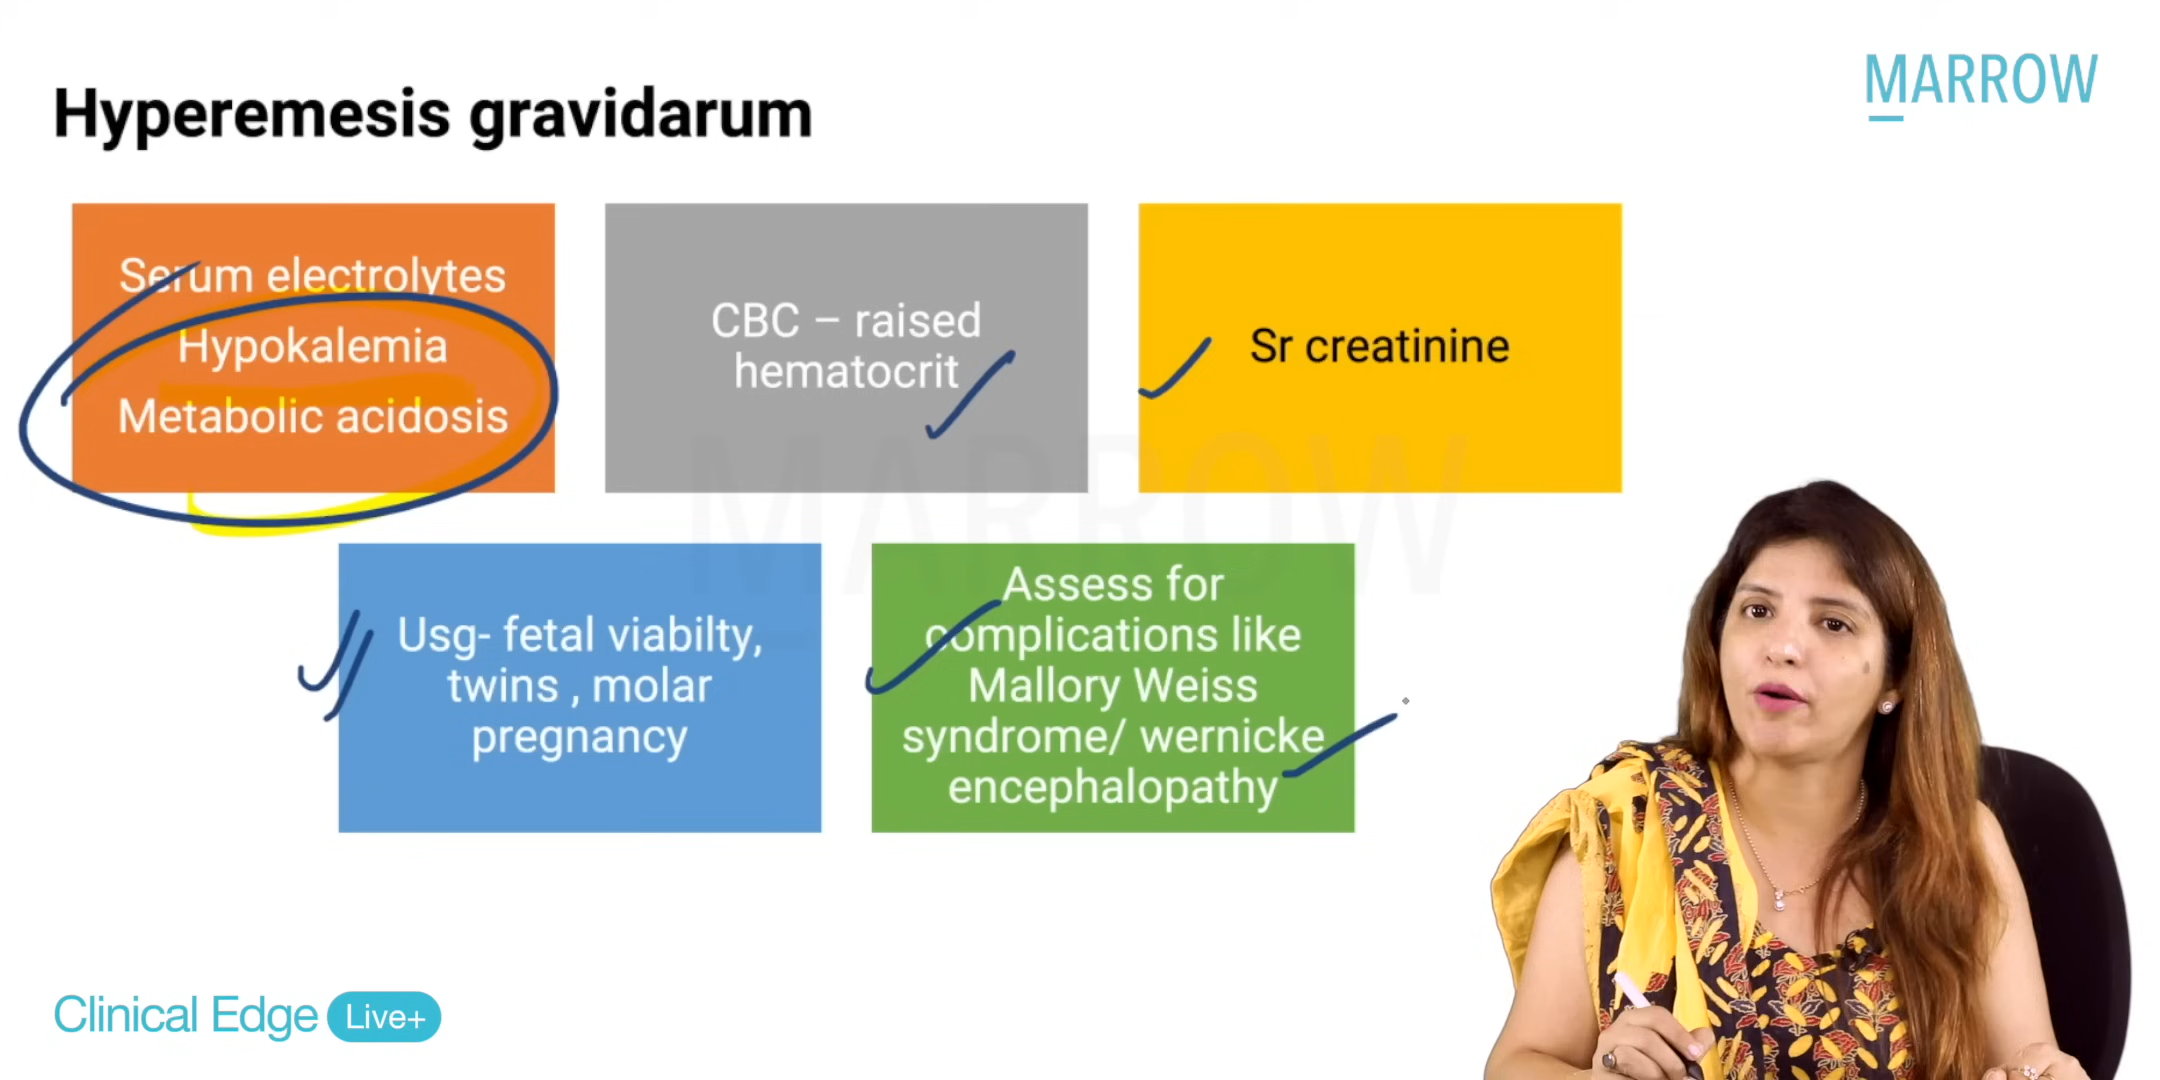 MARROW
Hyperemesis gravidarum
Serum electrolytes
Hypokalemia
Metabolic acidosis
CBC – raised
hematocrit
Sr creatinine
MARROW
Usg- fetal viabilty,
twins , molar
pregnancy
Assess for
complications like
Mallory Weiss
syndrome/ wernicke
encephalopathy
Clinical Edge Live+